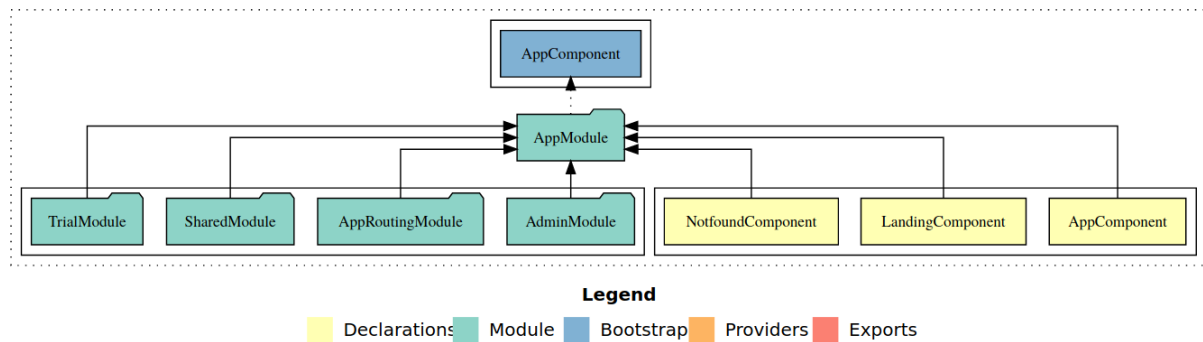 AppComponent
AppModule
TrialModule SharedModule AppRoutingModule AdminModule NotfoundComponent LandingComponent AppComponent
Legend
Declarations Module Bootstrap Providers Exports